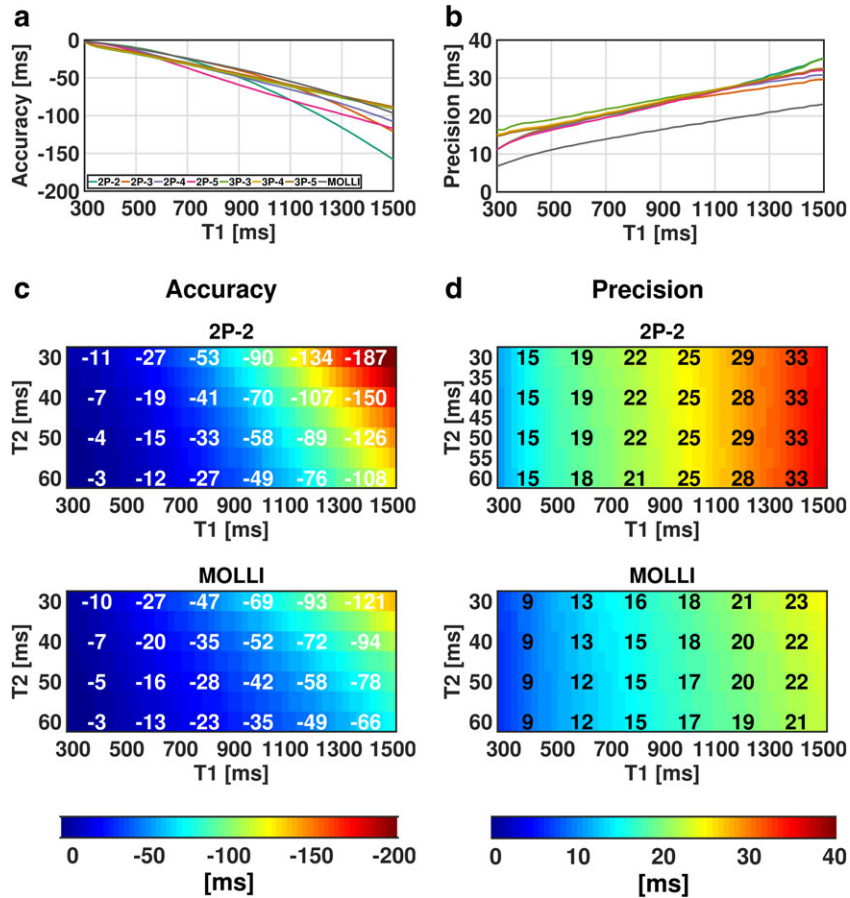 a
0
-50
-100
-150
-200
Accuracy [ms]
2P-2 2P-3 2P-4 2P-5 3P-3 3P-4 3P-5 MOLLI
300 500 700 900 1100 1300 1500
T1 [ms]
b
40
30
20
10
0
Precision [ms]
300 500 700 900 1100 1300 1500
T1 [ms]
c Accuracy
2P-2
30 -11 -27 -53 -90 -134 -187
40 -7 -19 -41 -70 -107 -150
50 -4 -15 -33 -58 -89 -126
60 -3 -12 -27 -49 -76 -108
T2 [ms]
300 500 700 900 1100 1300 1500
T1 [ms]
MOLLI
30 -10 -27 -47 -69 -93 -121
40 -7 -20 -35 -52 -72 -94
50 -5 -16 -28 -42 -58 -78
60 -3 -13 -23 -35 -49 -66
T2 [ms]
300 500 700 900 1100 1300 1500
T1 [ms]
0 -50 -100 -150 -200
[ms]
d Precision
2P-2
30 15 19 22 25 29 33
35
40 15 19 22 25 28 33
45
50 15 19 22 25 29 33
55
60 15 18 21 25 28 33
T2 [ms]
300 500 700 900 1100 1300 1500
T1 [ms]
MOLLI
30 9 13 16 18 21 23
40 9 13 15 18 20 22
50 9 12 15 17 20 22
60 9 12 15 17 19 21
T2 [ms]
300 500 700 900 1100 1300 1500
T1 [ms]
0 10 20 30 40
[ms]